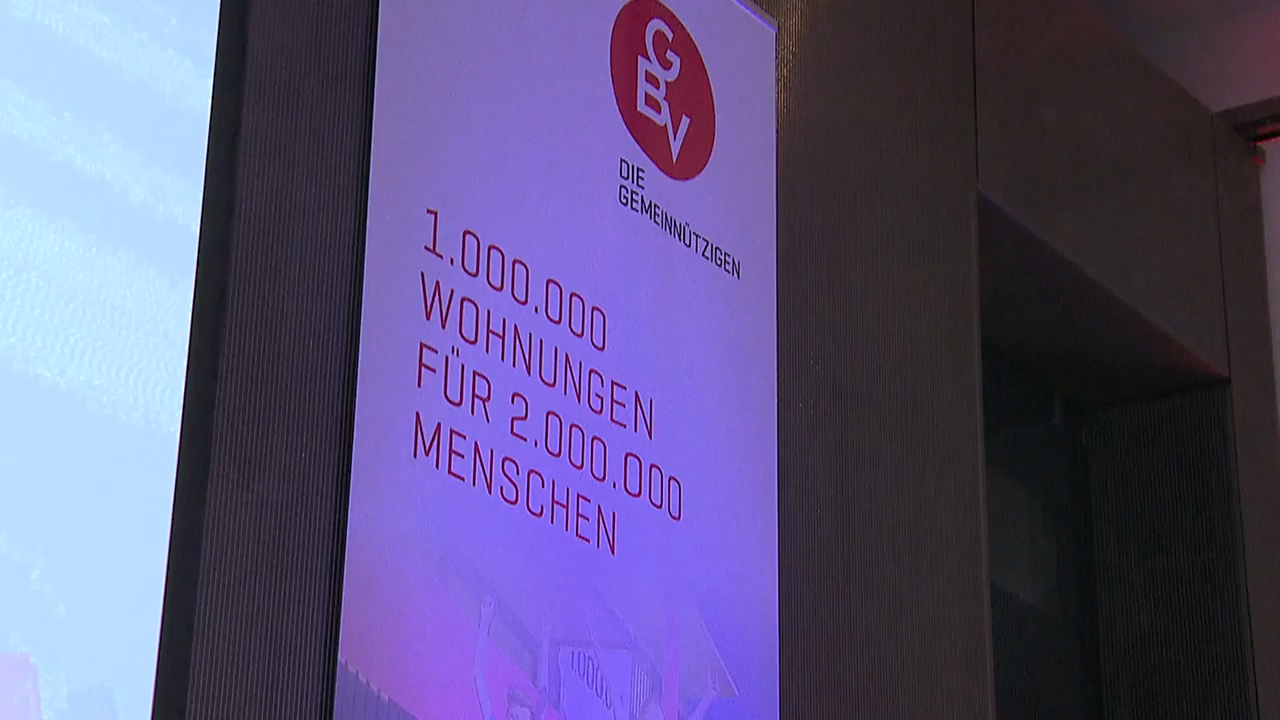 GBV
DIE
GEMEINNÜTZIGEN
1.000.000
WOHNUNGEN
FÜR 2.000.000
MENSCHEN